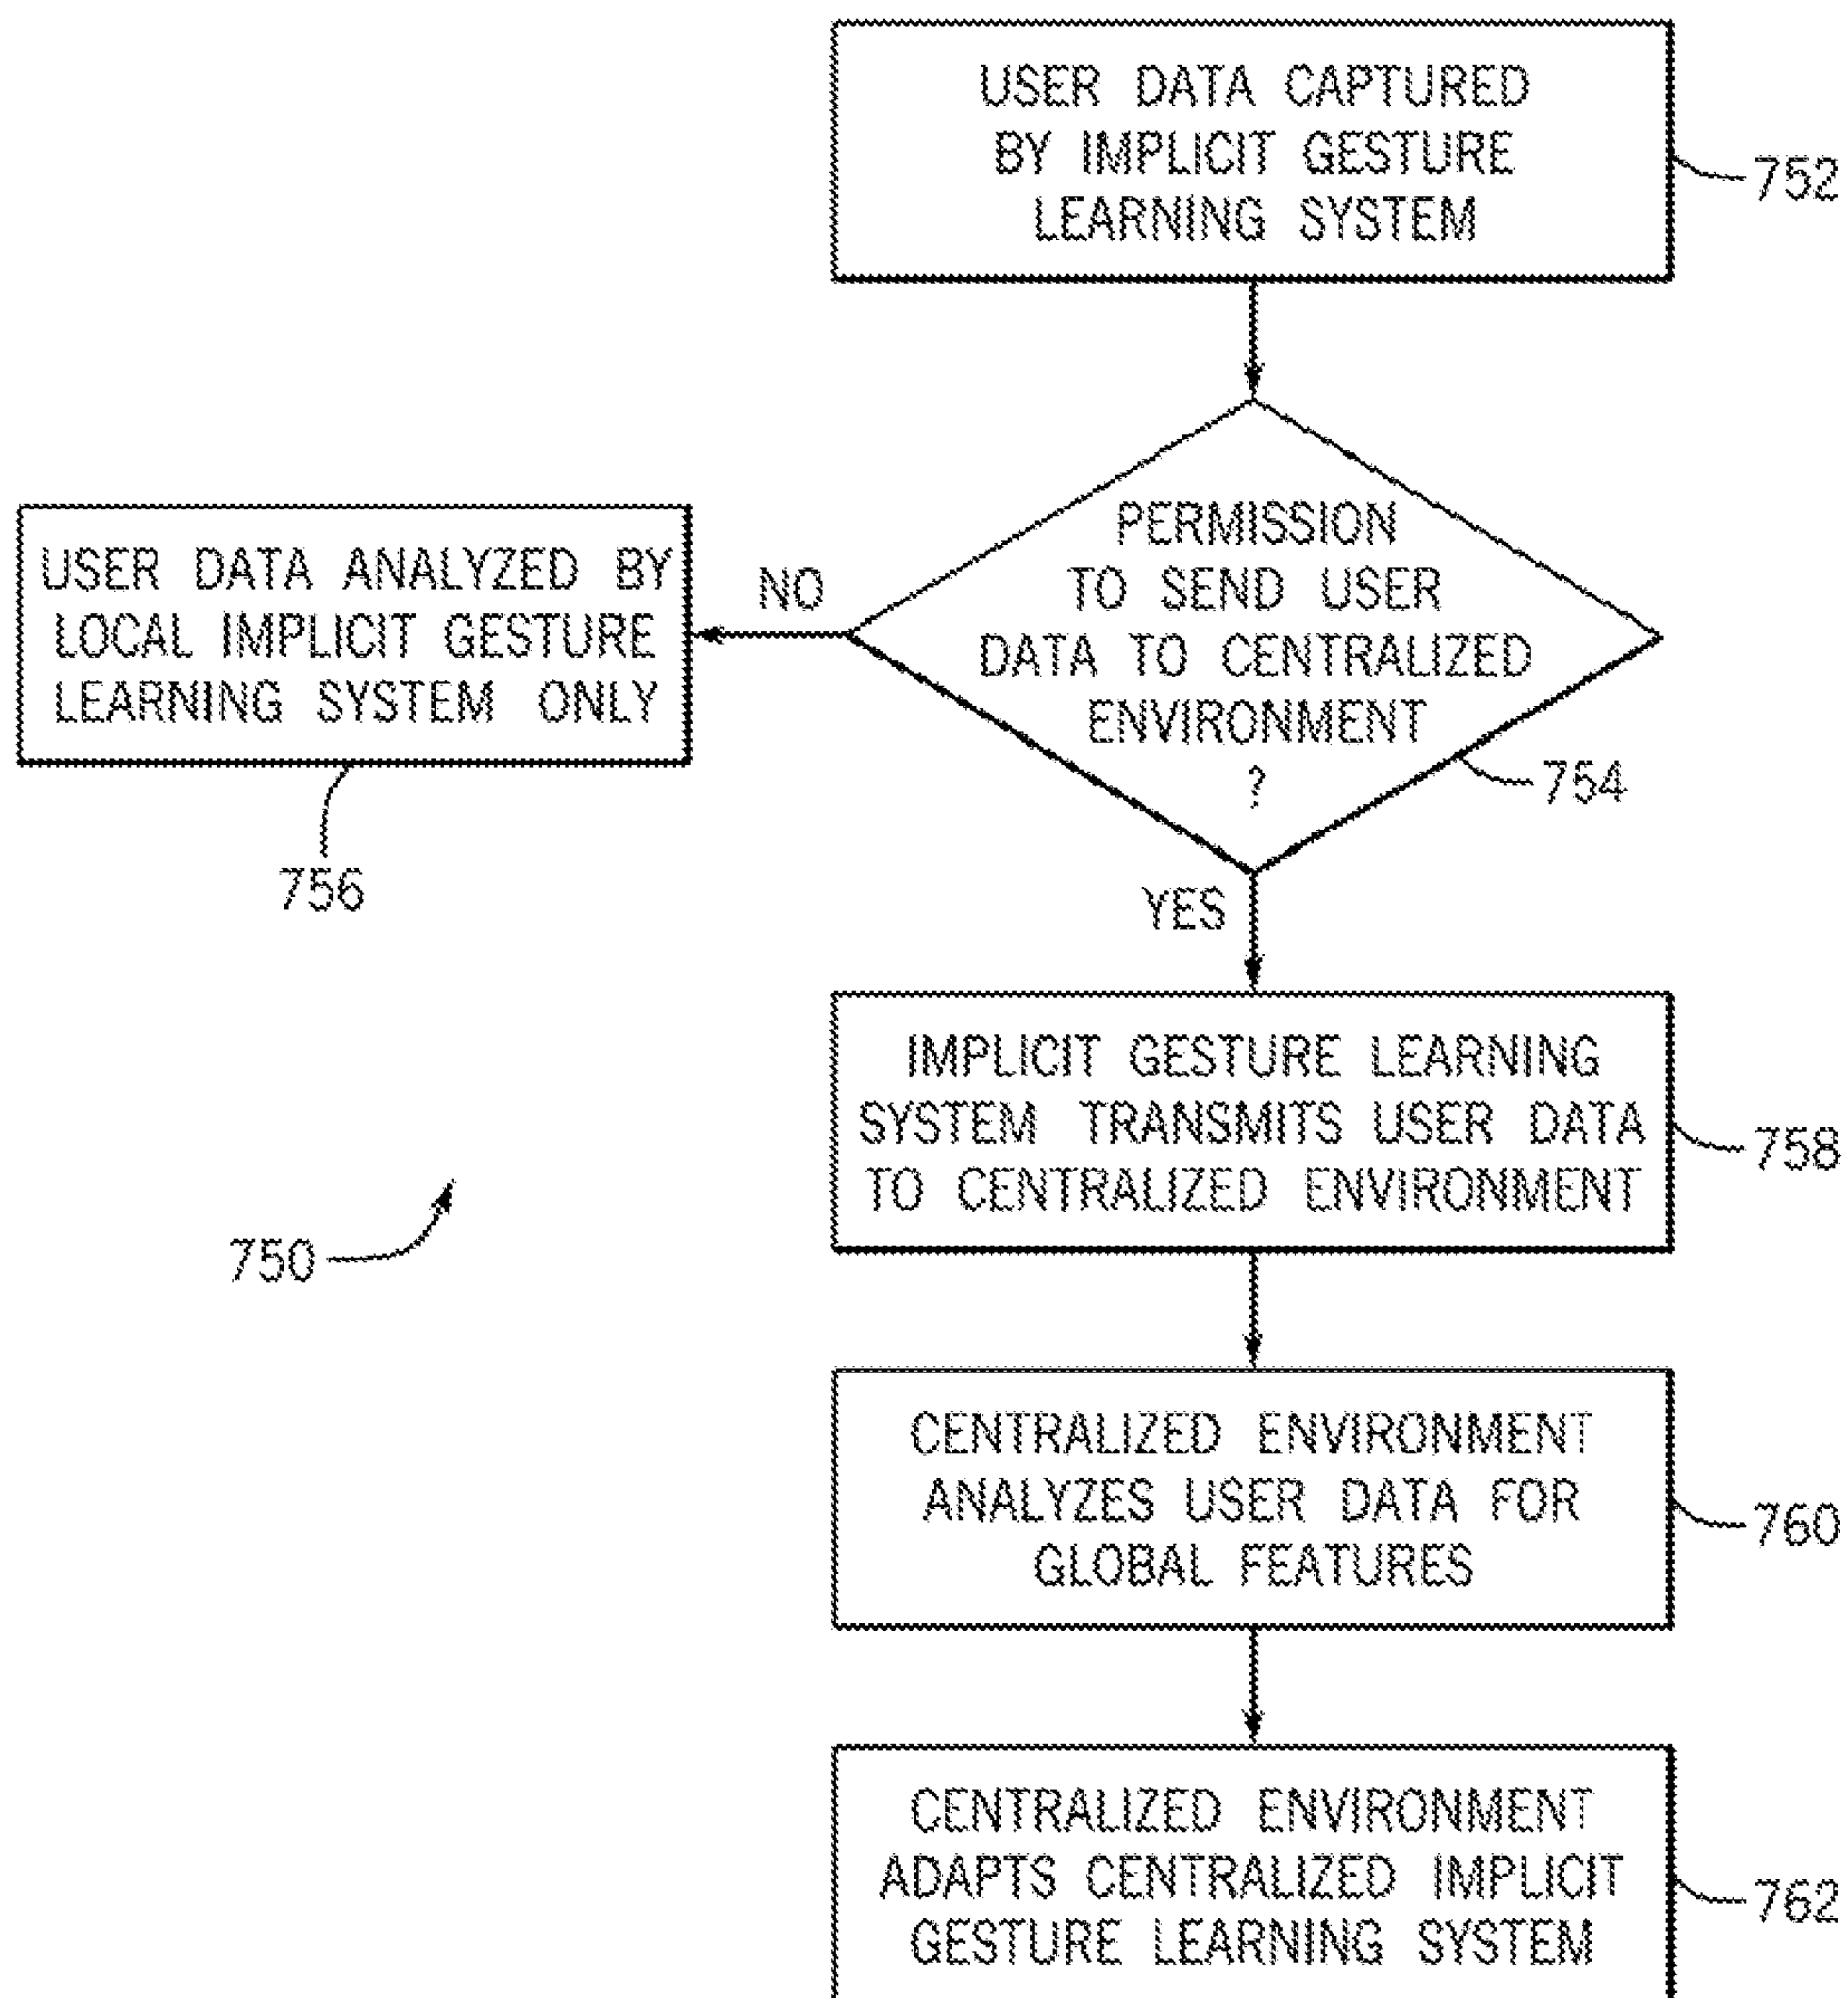 USER DATA CAPTURED
BY IMPLICIT GESTURE
LEARNING SYSTEM
752
PERMISSION
TO SEND USER
DATA TO CENTRALIZED
ENVIRONMENT
?
754
NO
USER DATA ANALYZED BY
LOCAL IMPLICIT GESTURE
LEARNING SYSTEM ONLY
756
YES
IMPLICIT GESTURE LEARNING
SYSTEM TRANSMITS USER DATA
TO CENTRALIZED ENVIRONMENT
758
750
CENTRALIZED ENVIRONMENT
ANALYZES USER DATA FOR
GLOBAL FEATURES
760
CENTRALIZED ENVIRONMENT
ADAPTS CENTRALIZED IMPLICIT
GESTURE LEARNING SYSTEM
762